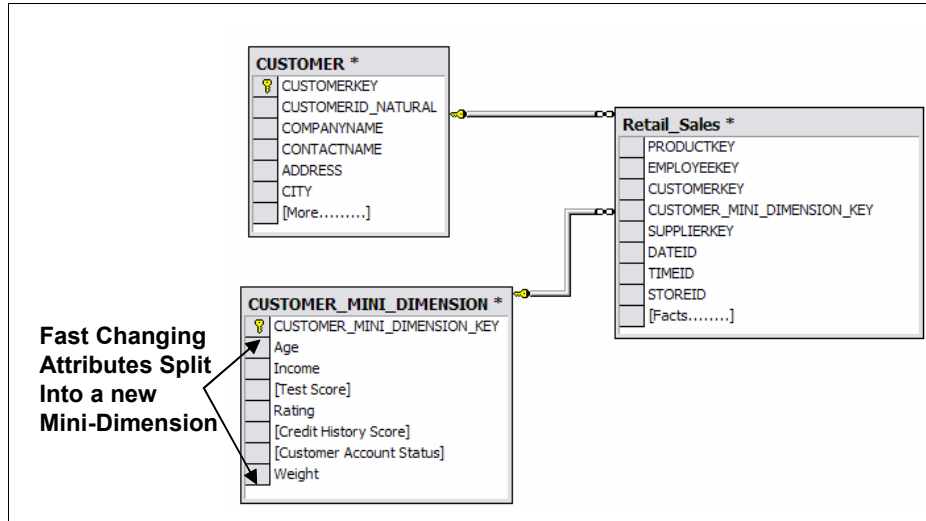 CUSTOMER *
CUSTOMERKEY
CUSTOMERID_NATURAL
COMPANYNAME
CONTACTNAME
ADDRESS
CITY
[More.........]
Retail_Sales *
PRODUCTKEY
EMPLOYEEKEY
CUSTOMERKEY
CUSTOMER_MINI_DIMENSION_KEY
SUPPLIERKEY
DATEID
TIMEID
STOREID
[Facts........]
CUSTOMER_MINI_DIMENSION *
CUSTOMER_MINI_DIMENSION_KEY
Age
Income
[Test Score]
Rating
[Credit History Score]
[Customer Account Status]
Weight
Fast Changing
Attributes Split
Into a new
Mini-Dimension